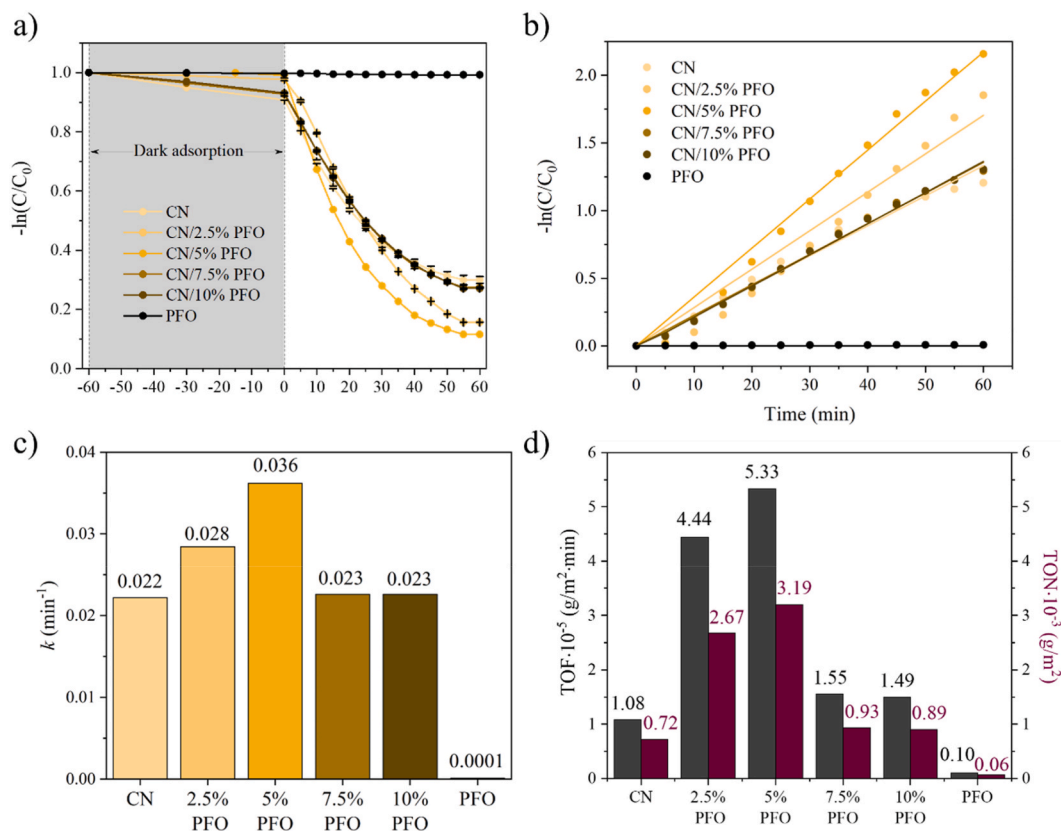 a)
-ln(C/C0)
1.0
0.8
0.6
0.4
0.2
0.0
Dark adsorption
CN
CN/2.5% PFO
CN/5% PFO
CN/7.5% PFO
CN/10% PFO
PFO
-60 -50 -40 -30 -20 -10 0 10 20 30 40 50 60
b)
-ln(C/C0)
2.0
1.5
1.0
0.5
0.0
CN
CN/2.5% PFO
CN/5% PFO
CN/7.5% PFO
CN/10% PFO
PFO
0 10 20 30 40 50 60
Time (min)
c)
k (min-1)
0.04
0.03
0.02
0.01
0.00
0.022
0.028
0.036
0.023
0.023
0.0001
CN 2.5% 5% 7.5% 10% PFO
PFO PFO PFO PFO
d)
TOF·10-5 (g/m2·min)
6
5
4
3
2
1
0
1.08
0.72
4.44
2.67
5.33
3.19
1.55
0.93
1.49
0.89
0.10
0.06
CN 2.5% 5% 7.5% 10% PFO
PFO PFO PFO PFO
6
5
4
3
2
1
0
TON·10-3 (g/m2)